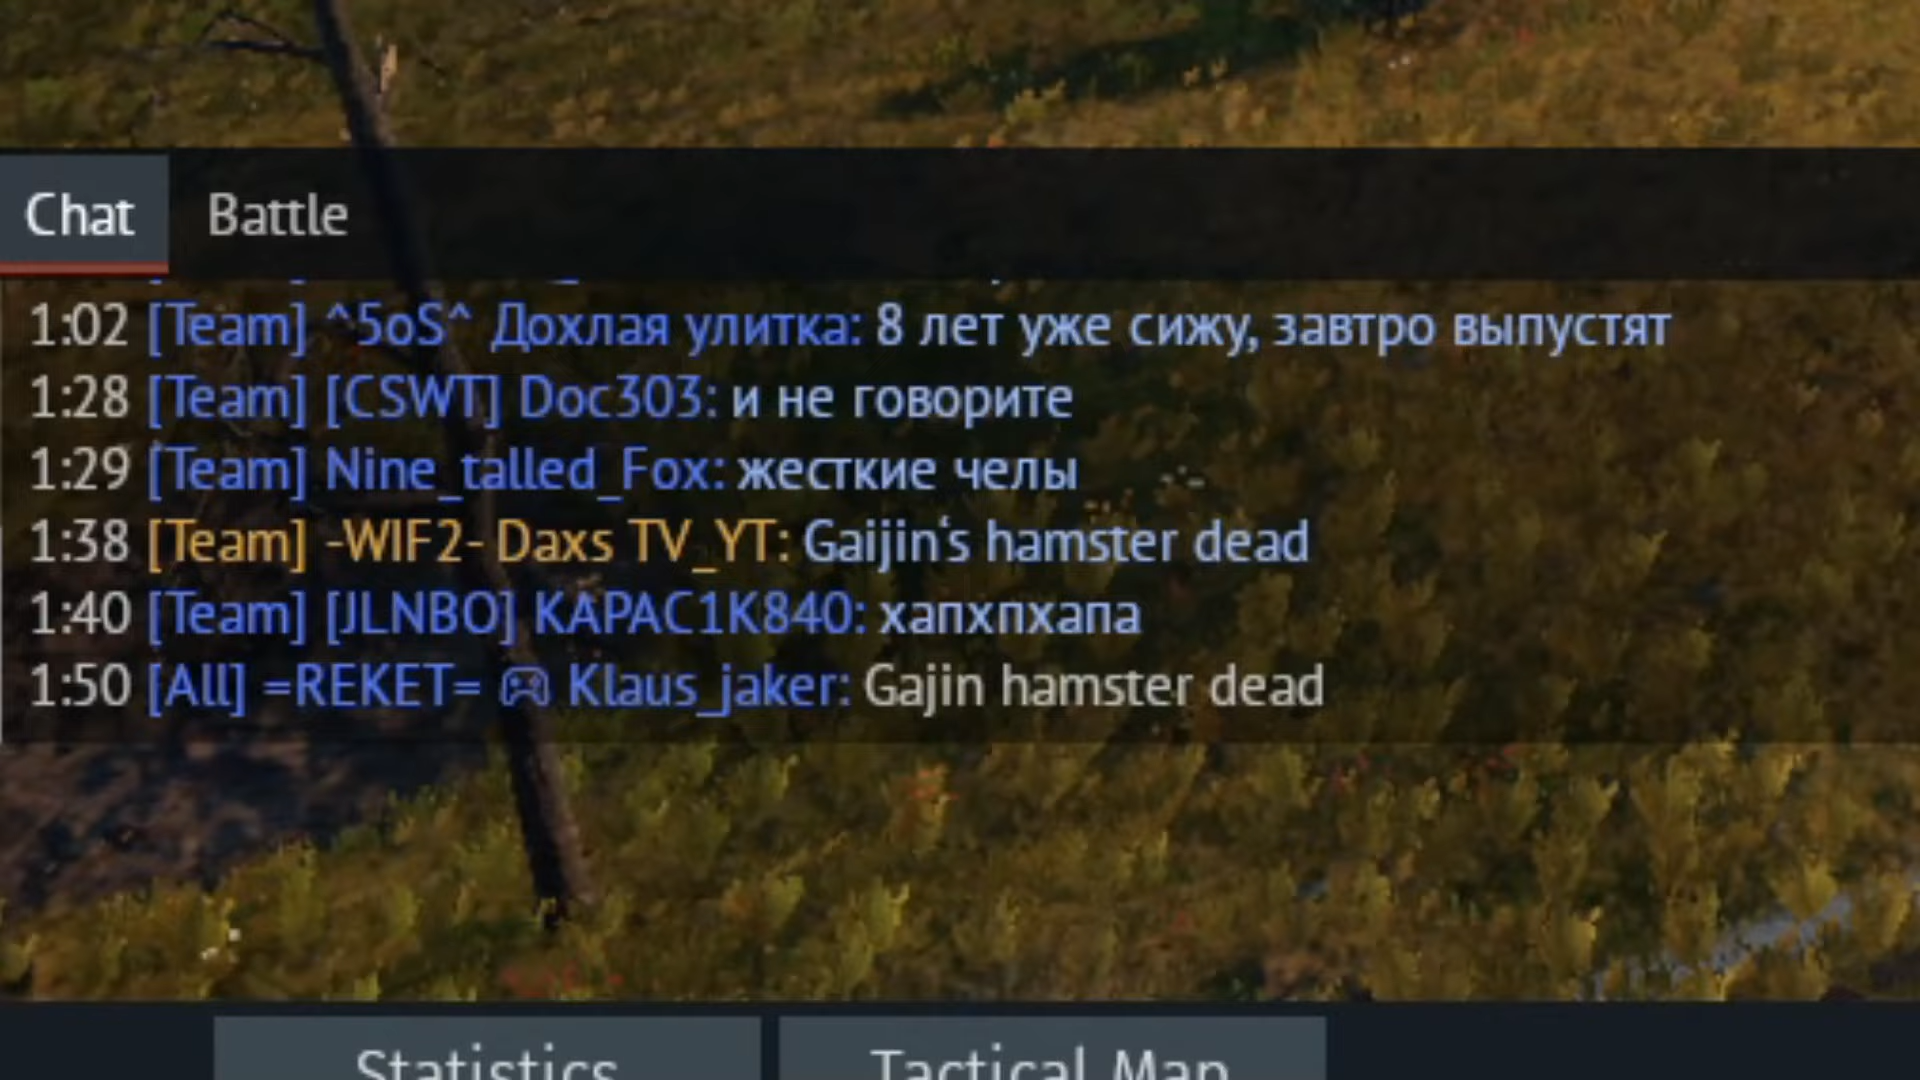 Chat Battle
1:02 [Team] ^5oS^ Дохлая улитка: 8 лет уже сижу, завтро выпустят
1:28 [Team] [CSWT] Doc303: и не говорите
1:29 [Team] Nine_talled_Fox: жесткие челы
1:38 [Team] -WIF2- Daxs TV_YT: Gaijin‘s hamster dead
1:40 [Team] [JLNBO] KAPAC1K840: хапхпхапа
1:50 [All] =REKET= Klaus_jaker: Gajin hamster dead
Statistics Tactical Map